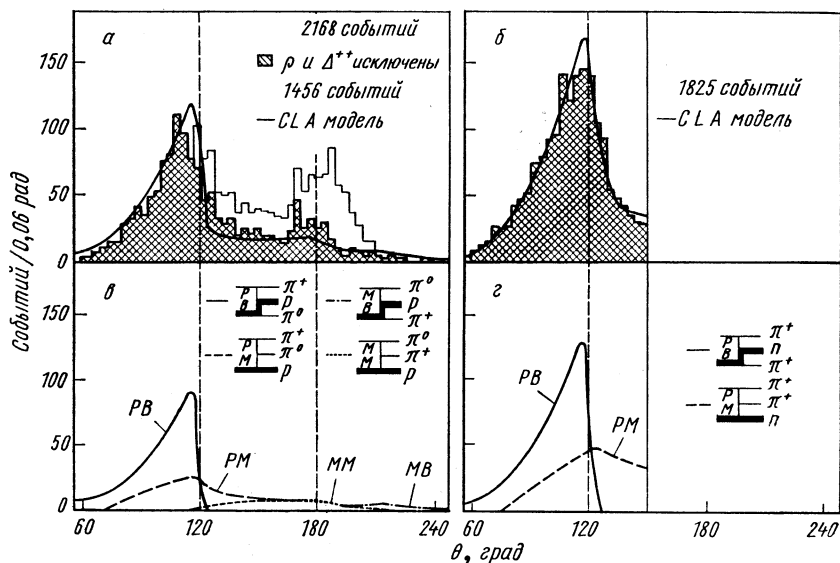 а
2168 событий
ρ и Δ⁺⁺ исключены
1456 событий
— CLA модель
150
100
50
0
б
1825 событий
— CLA модель
События/0,06 рад
в
P
B
π⁺
p
π⁰
M
B
π⁰
p
π⁺
P
M
π⁺
π⁰
p
M
M
π⁰
π⁺
p
150
100
50
0
PB
PM
MM
MB
60
120
180
240
г
P
B
π⁺
n
π⁺
P
M
π⁺
π⁺
n
PB
PM
60
120
180
240
θ, град